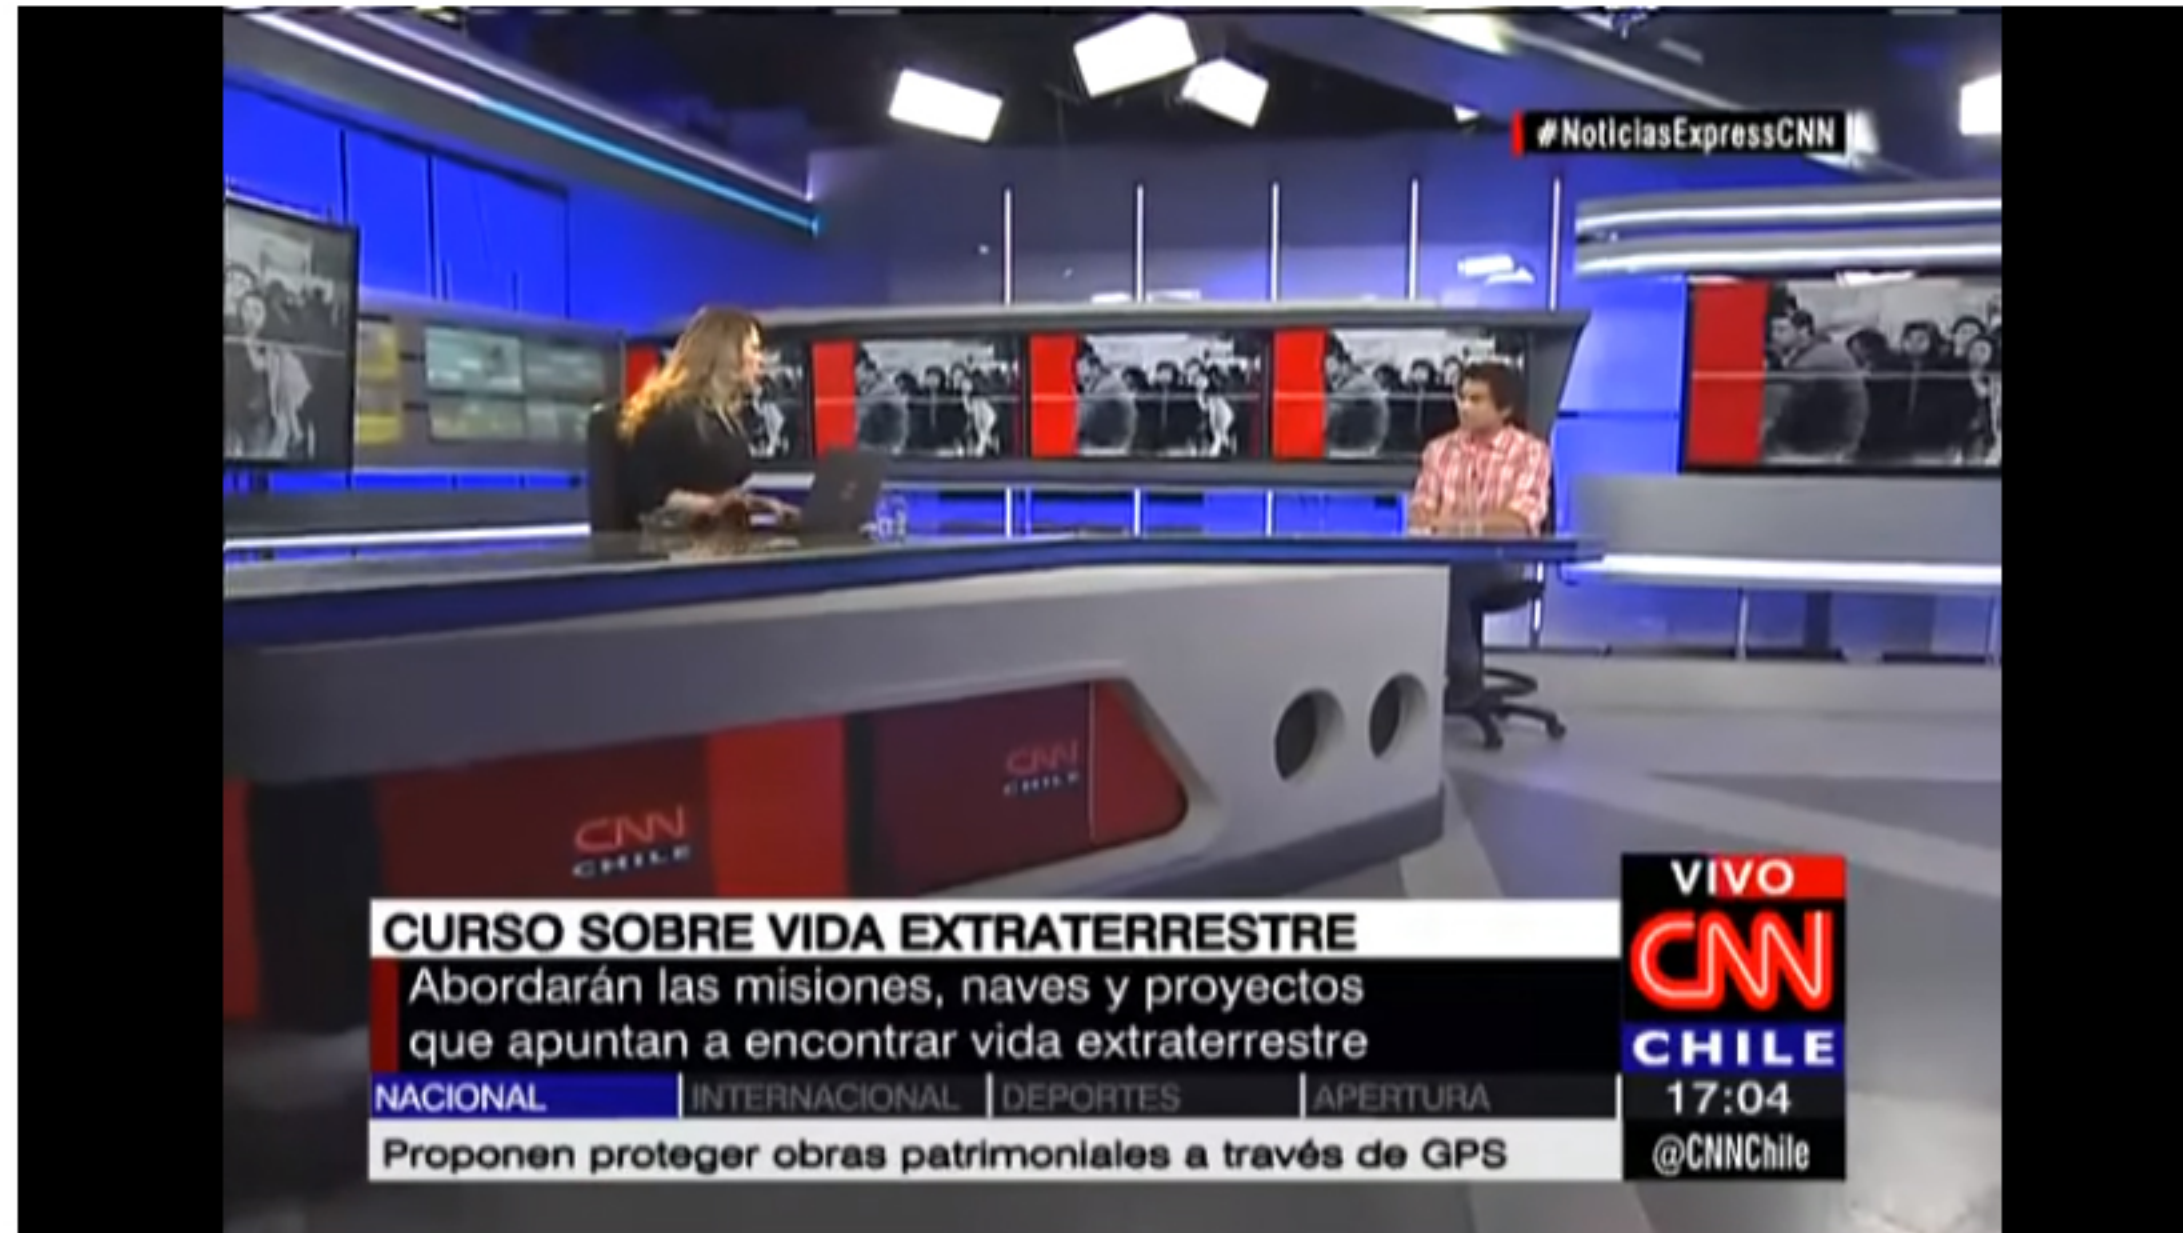 #NoticiasExpressCNN
CNN
CHILE
CNN
CHILE
VIVO
CNN
CHILE
17:04
@CNNChile
CURSO SOBRE VIDA EXTRATERRESTRE
Abordarán las misiones, naves y proyectos
que apuntan a encontrar vida extraterrestre
NACIONAL INTERNACIONAL DEPORTES APERTURA
Proponen proteger obras patrimoniales a través de GPS